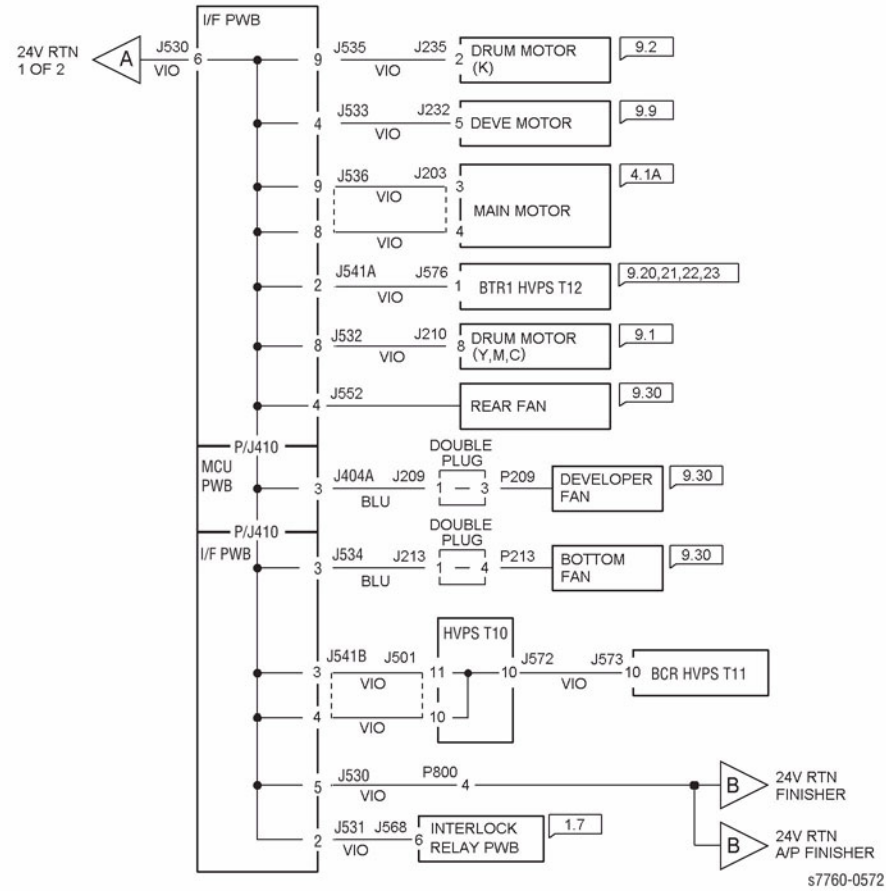 I/F PWB
24V RTN
1 OF 2
A
J530
VIO
6
9
J535
J235
VIO
2
DRUM MOTOR
(K)
9.2
4
J533
J232
VIO
5
DEVE MOTOR
9.9
9
J536
J203
VIO
3
MAIN MOTOR
4.1A
8
VIO
4
2
J541A
J576
VIO
1
BTR1 HVPS T12
9.20,21,22,23
8
J532
J210
VIO
8
DRUM MOTOR
(Y,M,C)
9.1
4
J552
REAR FAN
9.30
P/J410
MCU
PWB
3
J404A
J209
BLU
DOUBLE
PLUG
1 — 3
P209
DEVELOPER
FAN
9.30
P/J410
I/F PWB
3
J534
J213
BLU
DOUBLE
PLUG
1 — 4
P213
BOTTOM
FAN
9.30
HVPS T10
3
J541B
J501
VIO
11
10
J572
J573
VIO
10
BCR HVPS T11
4
VIO
10
5
J530
P800
VIO
4
B
24V RTN
FINISHER
2
J531
J568
VIO
6
INTERLOCK
RELAY PWB
1.7
B
24V RTN
A/P FINISHER
s7760-0572